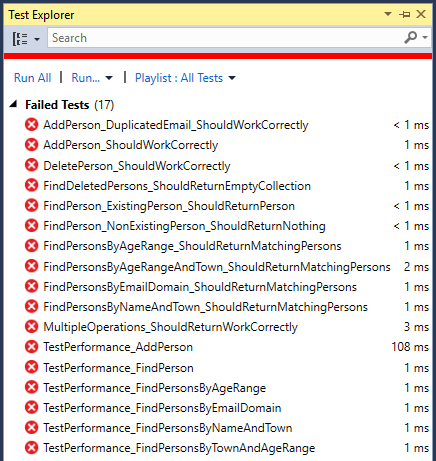 Test Explorer
Search
Run All | Run... | Playlist : All Tests
Failed Tests (17)
AddPerson_DuplicatedEmail_ShouldWorkCorrectly < 1 ms
AddPerson_ShouldWorkCorrectly 1 ms
DeletePerson_ShouldWorkCorrectly < 1 ms
FindDeletedPersons_ShouldReturnEmptyCollection 1 ms
FindPerson_ExistingPerson_ShouldReturnPerson < 1 ms
FindPerson_NonExistingPerson_ShouldReturnNothing < 1 ms
FindPersonsByAgeRange_ShouldReturnMatchingPersons 1 ms
FindPersonsByAgeRangeAndTown_ShouldReturnMatchingPersons 2 ms
FindPersonsByEmailDomain_ShouldReturnMatchingPersons 1 ms
FindPersonsByNameAndTown_ShouldReturnMatchingPersons 1 ms
MultipleOperations_ShouldReturnWorkCorrectly 3 ms
TestPerformance_AddPerson 108 ms
TestPerformance_FindPerson 1 ms
TestPerformance_FindPersonsByAgeRange 1 ms
TestPerformance_FindPersonsByEmailDomain 1 ms
TestPerformance_FindPersonsByNameAndTown 1 ms
TestPerformance_FindPersonsByTownAndAgeRange 1 ms